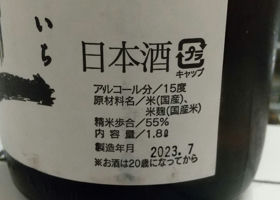 いち
日本酒 プラ
キャップ
アルコール分/15度
原材料名/米(国産)、
米麹(国産米)
精米歩合/55%
内容量/1.8ℓ
製造年月 2023.7
※お酒は20歳になってから